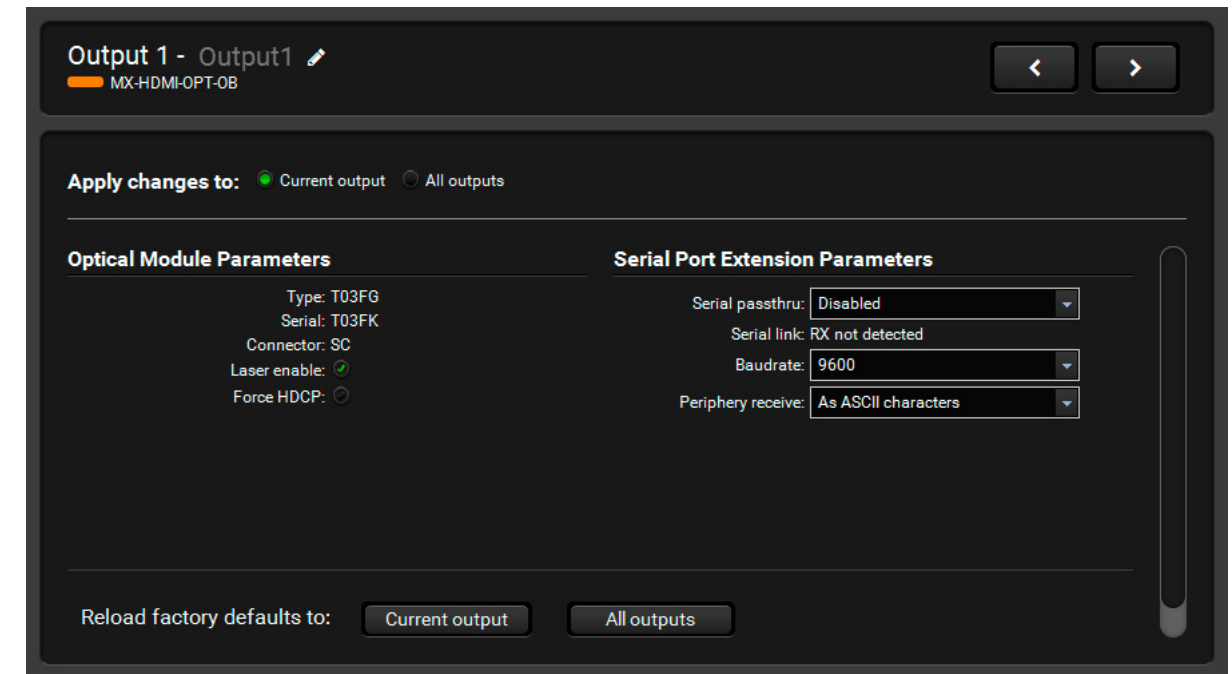 Output 1 - Output1
MX-HDMI-OPT-OB
Apply changes to: Current output All outputs
Optical Module Parameters
Type: T03FG
Serial: T03FK
Connector: SC
Laser enable:
Force HDCP:
Serial Port Extension Parameters
Serial passthru: Disabled
Serial link: RX not detected
Baudrate: 9600
Periphery receive: As ASCII characters
Reload factory defaults to: Current output All outputs